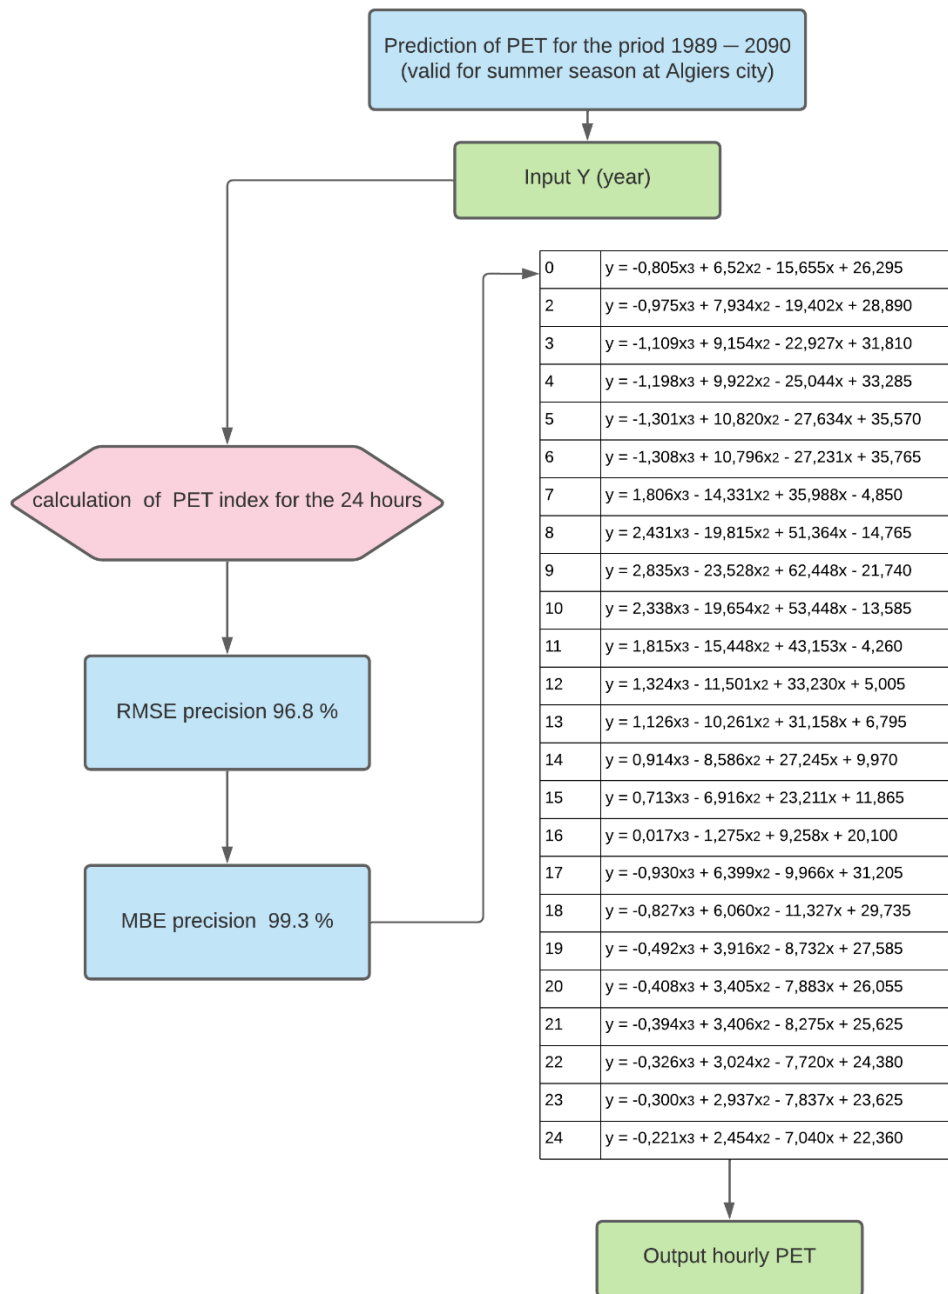 Prediction of PET for the priod 1989 ─ 2090
(valid for summer season at Algiers city)
Input Y (year)
calculation of PET index for the 24 hours
RMSE precision 96.8 %
MBE precision 99.3 %
0 y = -0,805x3 + 6,52x2 - 15,655x + 26,295
2 y = -0,975x3 + 7,934x2 - 19,402x + 28,890
3 y = -1,109x3 + 9,154x2 - 22,927x + 31,810
4 y = -1,198x3 + 9,922x2 - 25,044x + 33,285
5 y = -1,301x3 + 10,820x2 - 27,634x + 35,570
6 y = -1,308x3 + 10,796x2 - 27,231x + 35,765
7 y = 1,806x3 - 14,331x2 + 35,988x - 4,850
8 y = 2,431x3 - 19,815x2 + 51,364x - 14,765
9 y = 2,835x3 - 23,528x2 + 62,448x - 21,740
10 y = 2,338x3 - 19,654x2 + 53,448x - 13,585
11 y = 1,815x3 - 15,448x2 + 43,153x - 4,260
12 y = 1,324x3 - 11,501x2 + 33,230x + 5,005
13 y = 1,126x3 - 10,261x2 + 31,158x + 6,795
14 y = 0,914x3 - 8,586x2 + 27,245x + 9,970
15 y = 0,713x3 - 6,916x2 + 23,211x + 11,865
16 y = 0,017x3 - 1,275x2 + 9,258x + 20,100
17 y = -0,930x3 + 6,399x2 - 9,966x + 31,205
18 y = -0,827x3 + 6,060x2 - 11,327x + 29,735
19 y = -0,492x3 + 3,916x2 - 8,732x + 27,585
20 y = -0,408x3 + 3,405x2 - 7,883x + 26,055
21 y = -0,394x3 + 3,406x2 - 8,275x + 25,625
22 y = -0,326x3 + 3,024x2 - 7,720x + 24,380
23 y = -0,300x3 + 2,937x2 - 7,837x + 23,625
24 y = -0,221x3 + 2,454x2 - 7,040x + 22,360
Output hourly PET